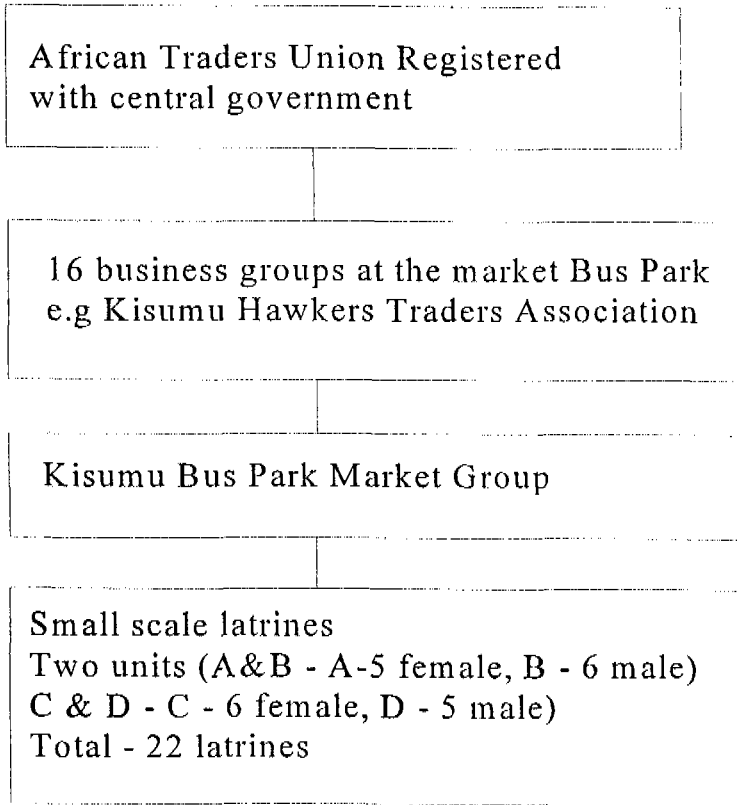 African Traders Union Registered
with central government
16 business groups at the market Bus Park
e.g Kisumu Hawkers Traders Association
Kisumu Bus Park Market Group
Small scale latrines
Two units (A&B - A-5 female, B - 6 male)
C & D - C - 6 female, D - 5 male)
Total - 22 latrines